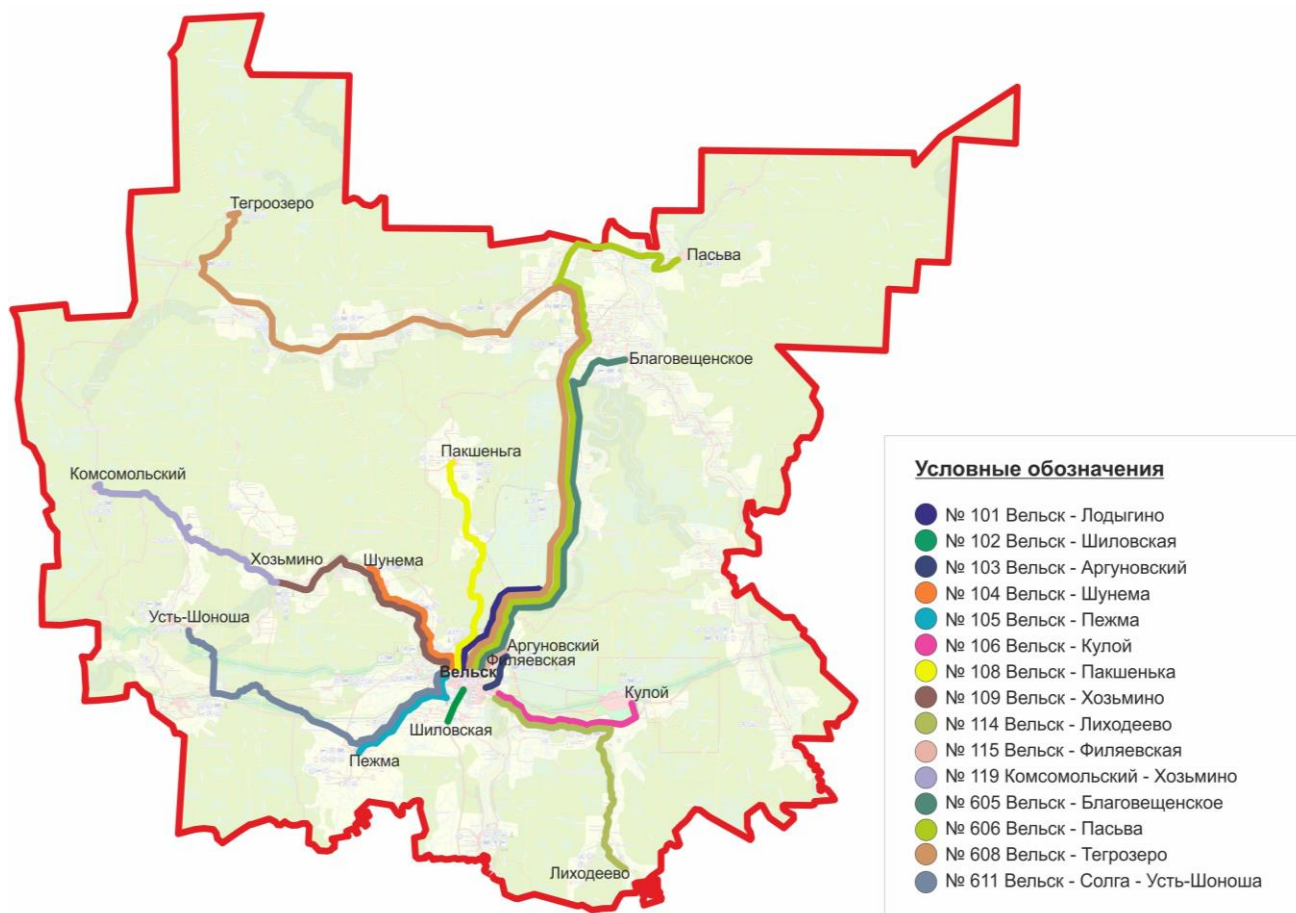 Тегроозеро
Пасьва
Благовещенское
Пакшеньга
Комсомольский
Хозьмино
Шунема
Усть-Шоноша
Аргуновский
Филяевская
Вельск
Кулой
Шиловская
Пежма
Лиходеево
Условные обозначения
№ 101 Вельск - Лодыгино
№ 102 Вельск - Шиловская
№ 103 Вельск - Аргуновский
№ 104 Вельск - Шунема
№ 105 Вельск - Пежма
№ 106 Вельск - Кулой
№ 108 Вельск - Пакшенька
№ 109 Вельск - Хозьмино
№ 114 Вельск - Лиходеево
№ 115 Вельск - Филяевская
№ 119 Комсомольский - Хозьмино
№ 605 Вельск - Благовещенское
№ 606 Вельск - Пасьва
№ 608 Вельск - Тегрозеро
№ 611 Вельск - Солга - Усть-Шоноша